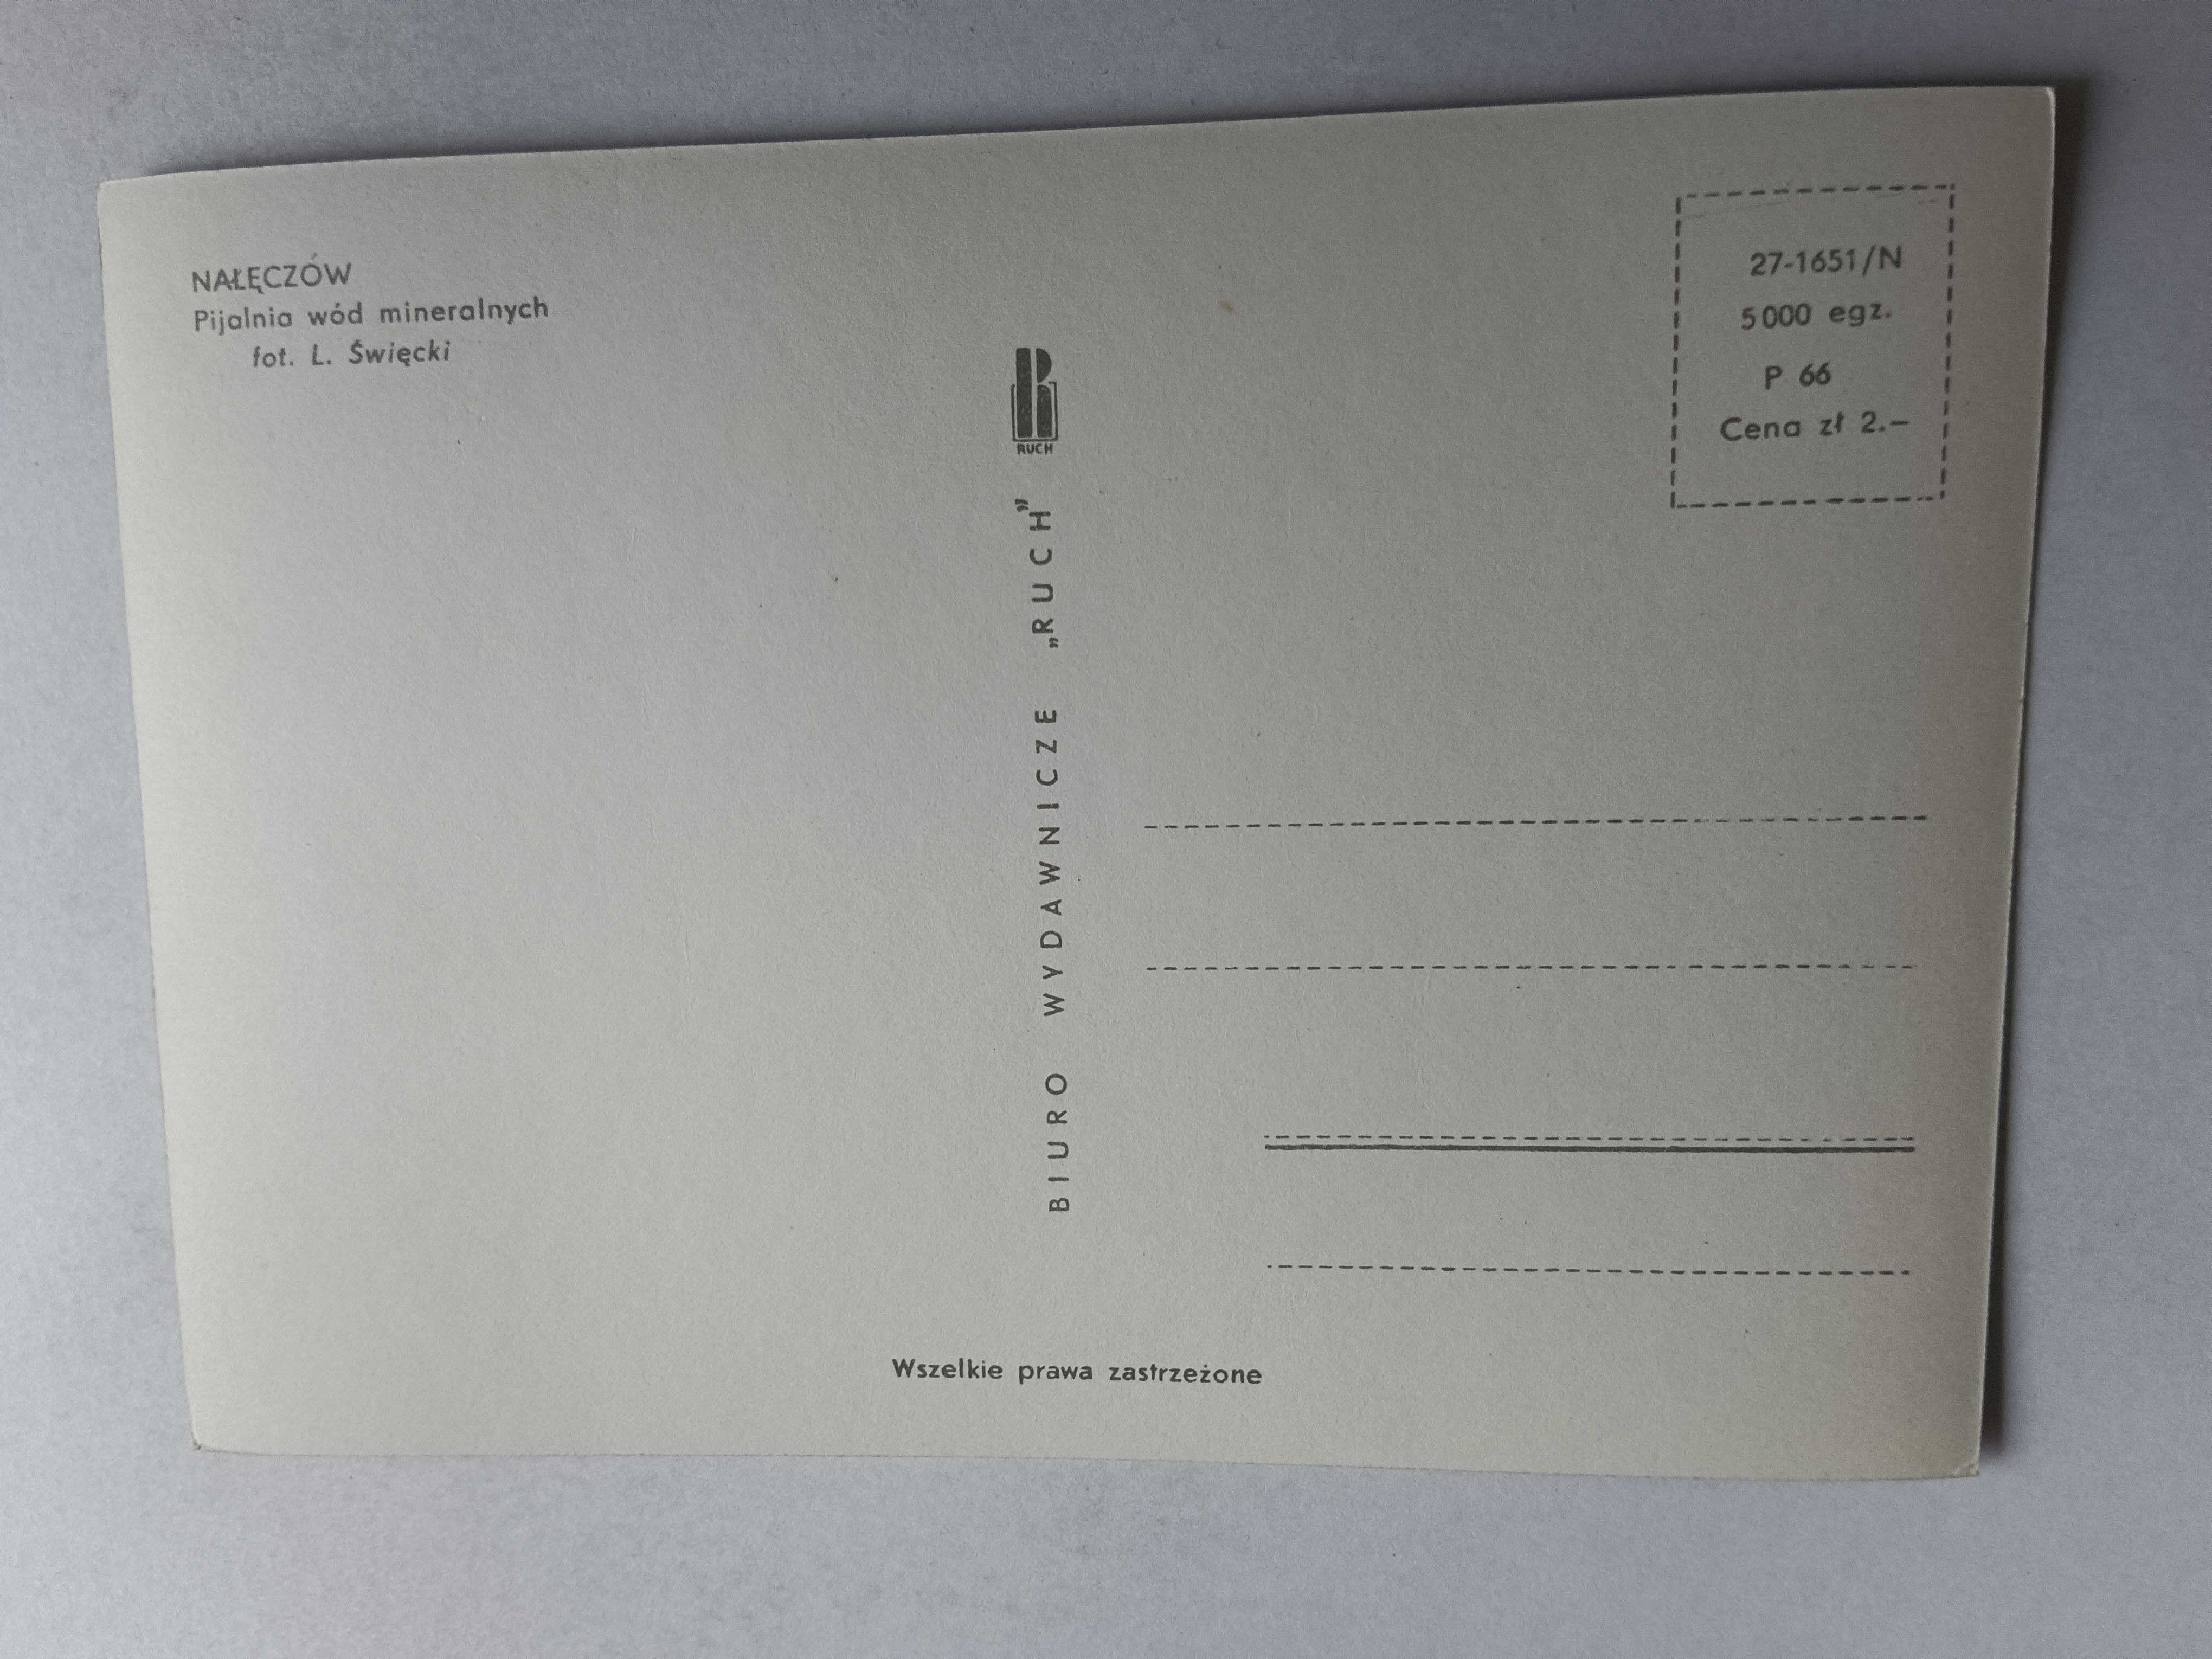 NAŁĘCZÓW
Pijalnia wód mineralnych
fot. L. Święcki
RUCH
BIURO WYDAWNICZE „RUCH”
27-1651/N
5000 egz.
P 66
Cena zł 2.–
Wszelkie prawa zastrzeżone